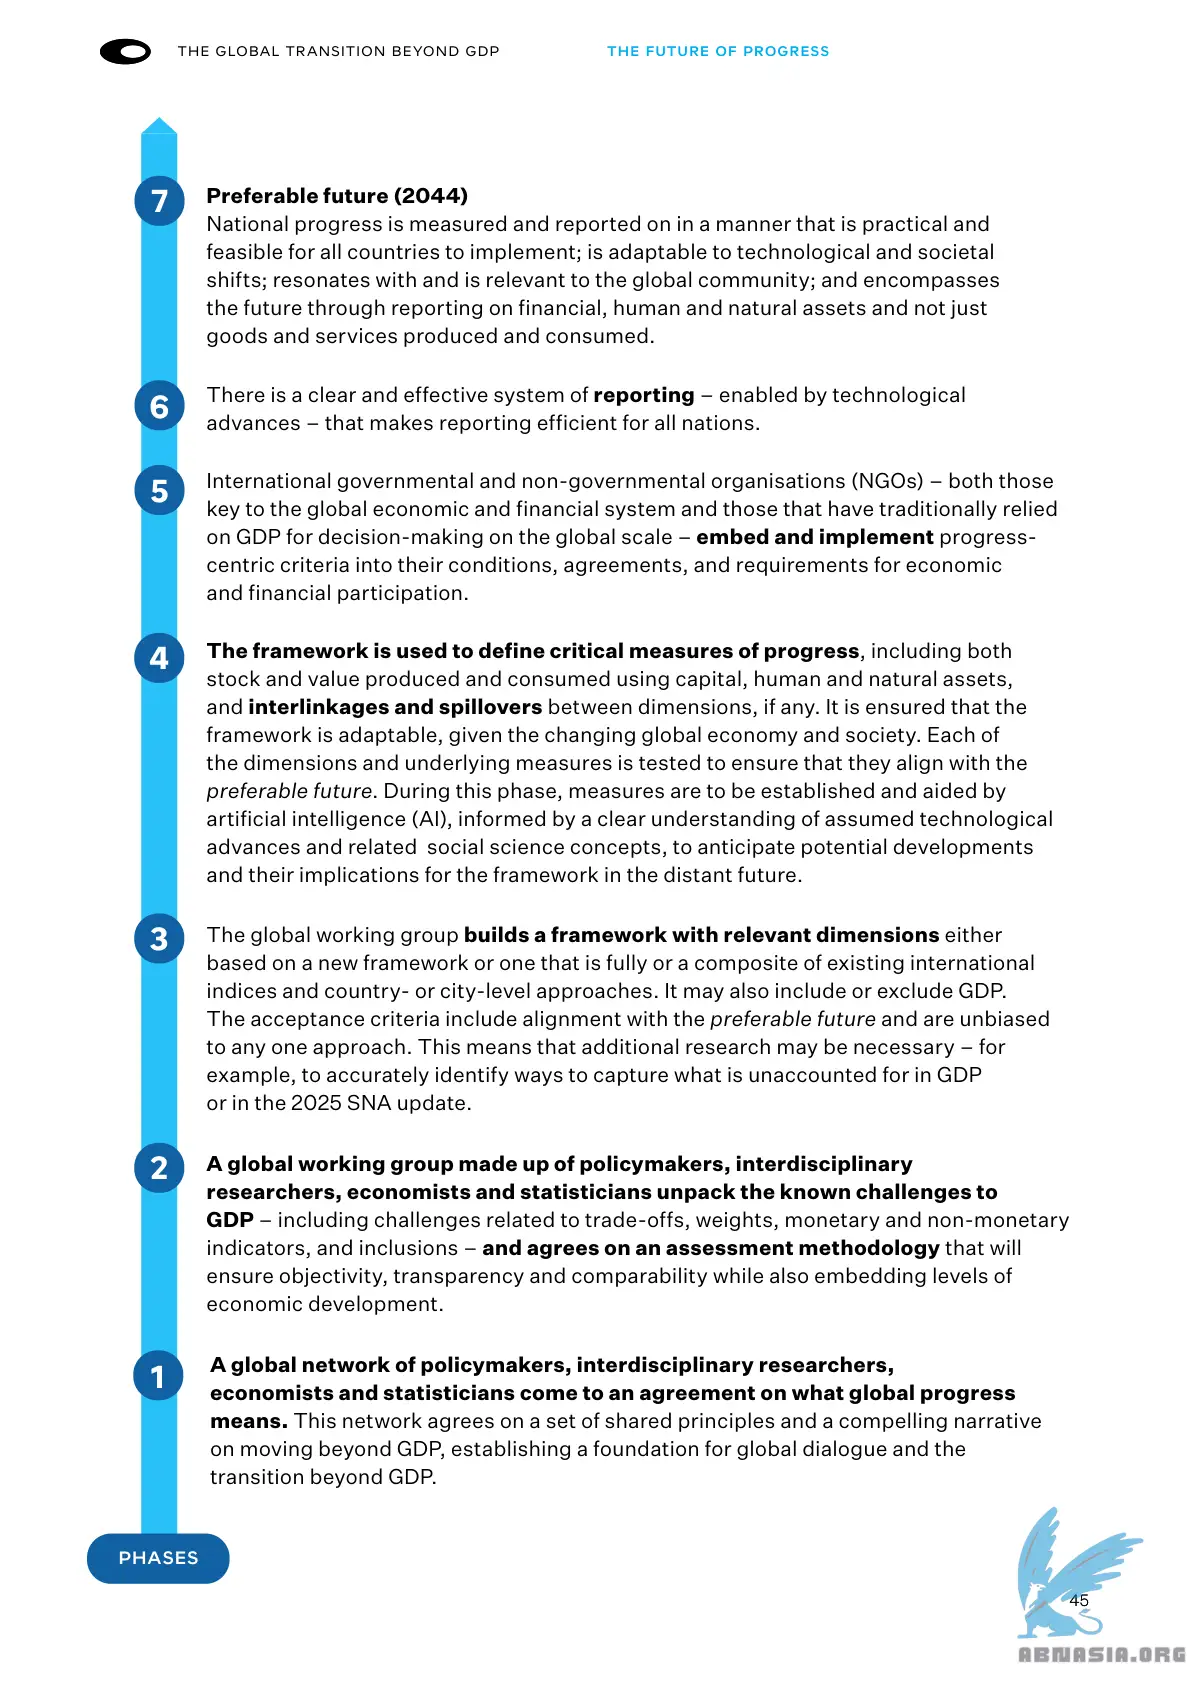 THE GLOBAL TRANSITION BEYOND GDP
THE FUTURE OF PROGRESS
7
Preferable future (2044)
National progress is measured and reported on in a manner that is practical and
feasible for all countries to implement; is adaptable to technological and societal
shifts; resonates with and is relevant to the global community; and encompasses
the future through reporting on financial, human and natural assets and not just
goods and services produced and consumed.
6
There is a clear and effective system of reporting – enabled by technological
advances – that makes reporting efficient for all nations.
5
International governmental and non-governmental organisations (NGOs) – both those
key to the global economic and financial system and those that have traditionally relied
on GDP for decision-making on the global scale – embed and implement progress-
centric criteria into their conditions, agreements, and requirements for economic
and financial participation.
4
The framework is used to define critical measures of progress, including both
stock and value produced and consumed using capital, human and natural assets,
and interlinkages and spillovers between dimensions, if any. It is ensured that the
framework is adaptable, given the changing global economy and society. Each of
the dimensions and underlying measures is tested to ensure that they align with the
preferable future. During this phase, measures are to be established and aided by
artificial intelligence (AI), informed by a clear understanding of assumed technological
advances and related social science concepts, to anticipate potential developments
and their implications for the framework in the distant future.
3
The global working group builds a framework with relevant dimensions either
based on a new framework or one that is fully or a composite of existing international
indices and country- or city-level approaches. It may also include or exclude GDP.
The acceptance criteria include alignment with the preferable future and are unbiased
to any one approach. This means that additional research may be necessary – for
example, to accurately identify ways to capture what is unaccounted for in GDP
or in the 2025 SNA update.
2
A global working group made up of policymakers, interdisciplinary
researchers, economists and statisticians unpack the known challenges to
GDP – including challenges related to trade-offs, weights, monetary and non-monetary
indicators, and inclusions – and agrees on an assessment methodology that will
ensure objectivity, transparency and comparability while also embedding levels of
economic development.
1
A global network of policymakers, interdisciplinary researchers,
economists and statisticians come to an agreement on what global progress
means. This network agrees on a set of shared principles and a compelling narrative
on moving beyond GDP, establishing a foundation for global dialogue and the
transition beyond GDP.
PHASES
45
ABNASIA.ORG